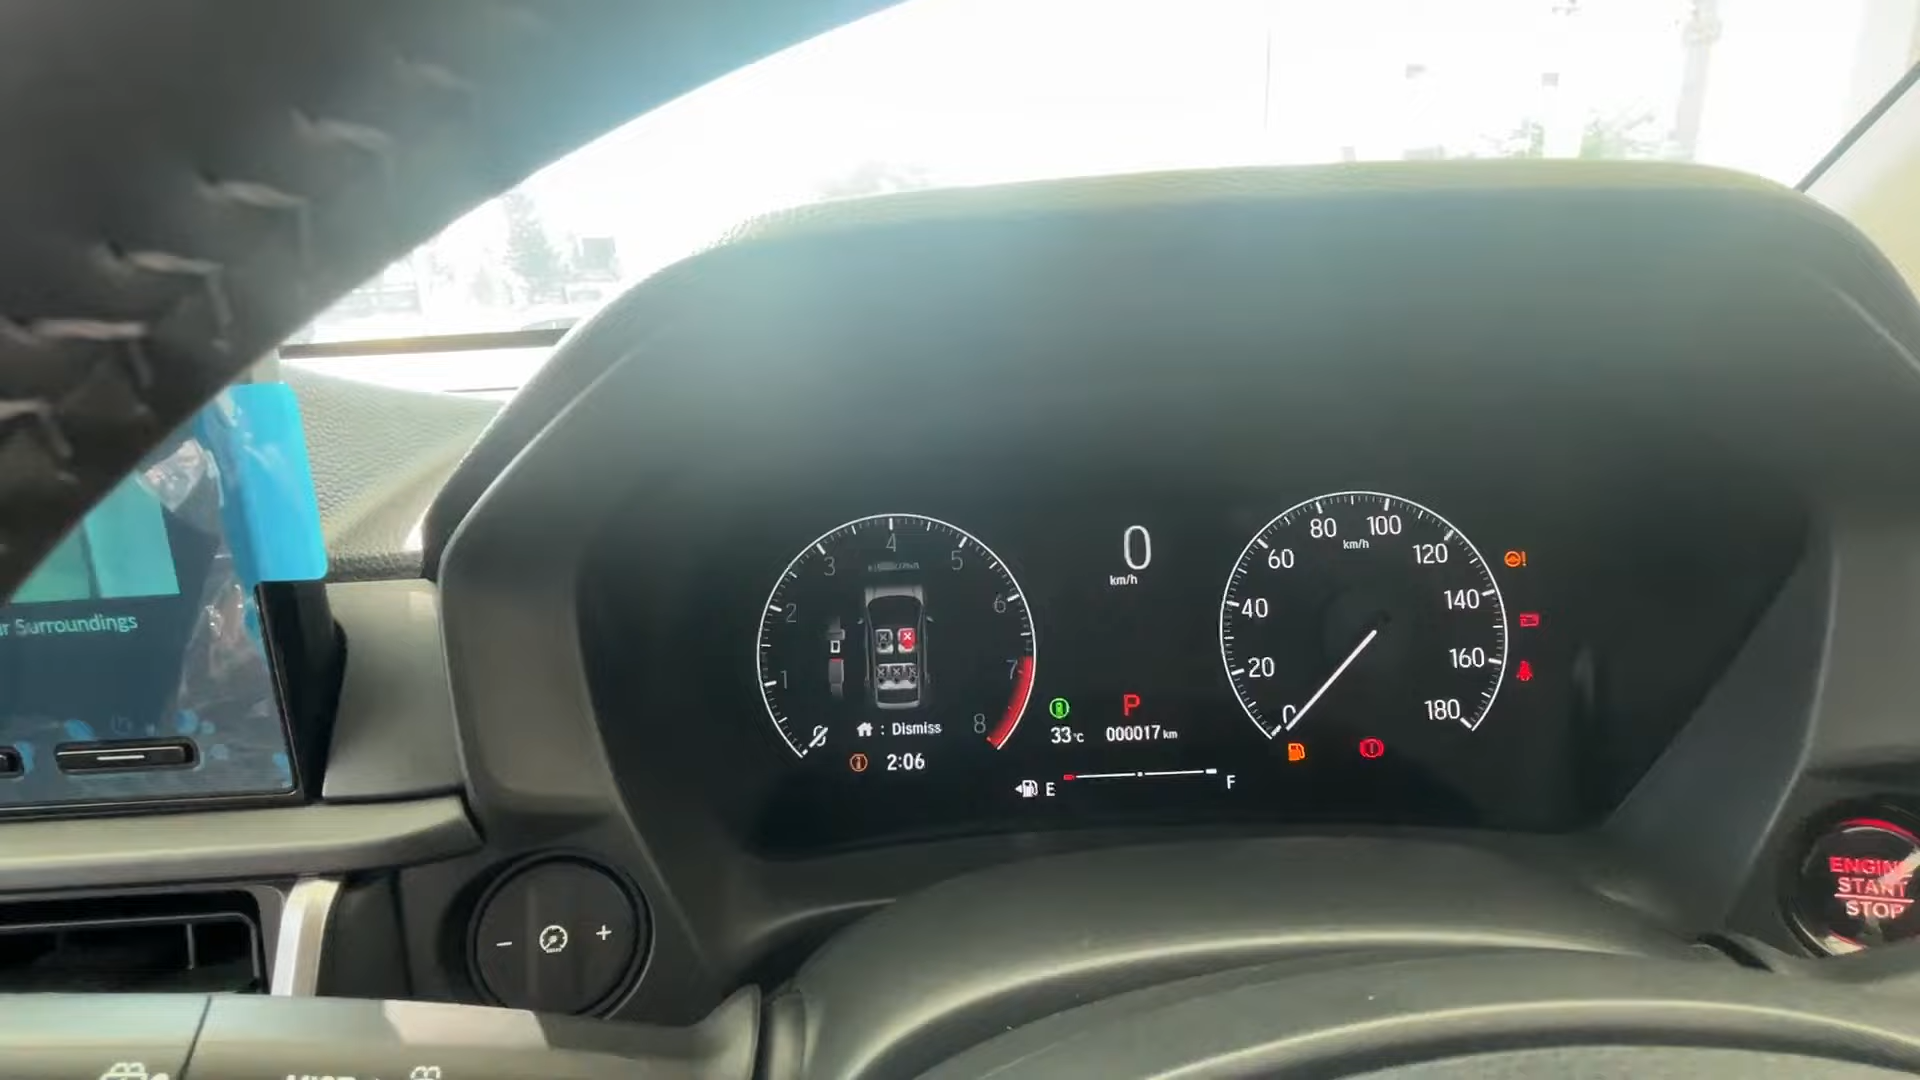 r Surroundings
1
2
3
4
5
6
7
8
: Dismiss
2:06
0
km/h
P
33°c
000017 km
E
F
0
20
40
60
80
100
120
140
160
180
km/h
!
ENGIN
START
STOP
- +